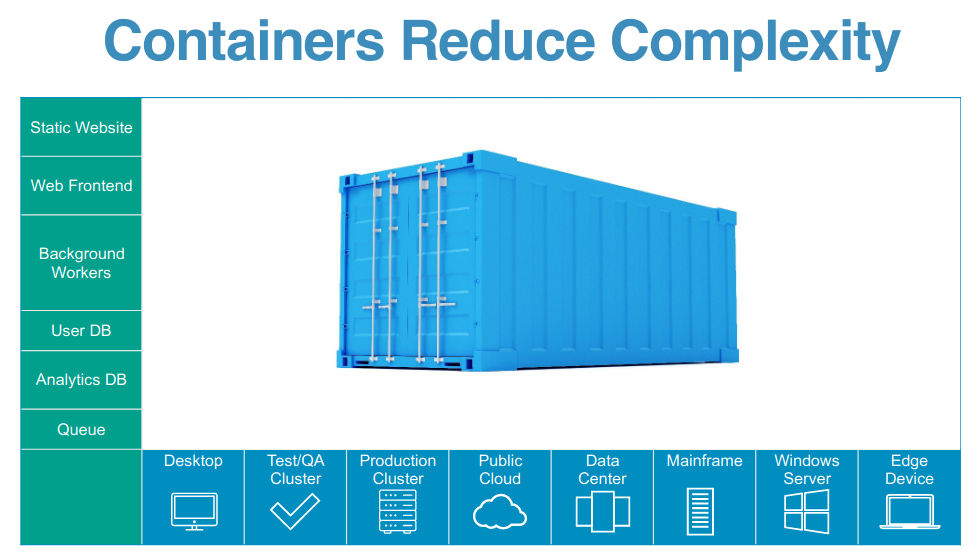 Containers Reduce Complexity
Static Website
Web Frontend
Background
Workers
User DB
Analytics DB
Queue
Desktop
Test/QA
Cluster
Production
Cluster
Public
Cloud
Data
Center
Mainframe
Windows
Server
Edge
Device